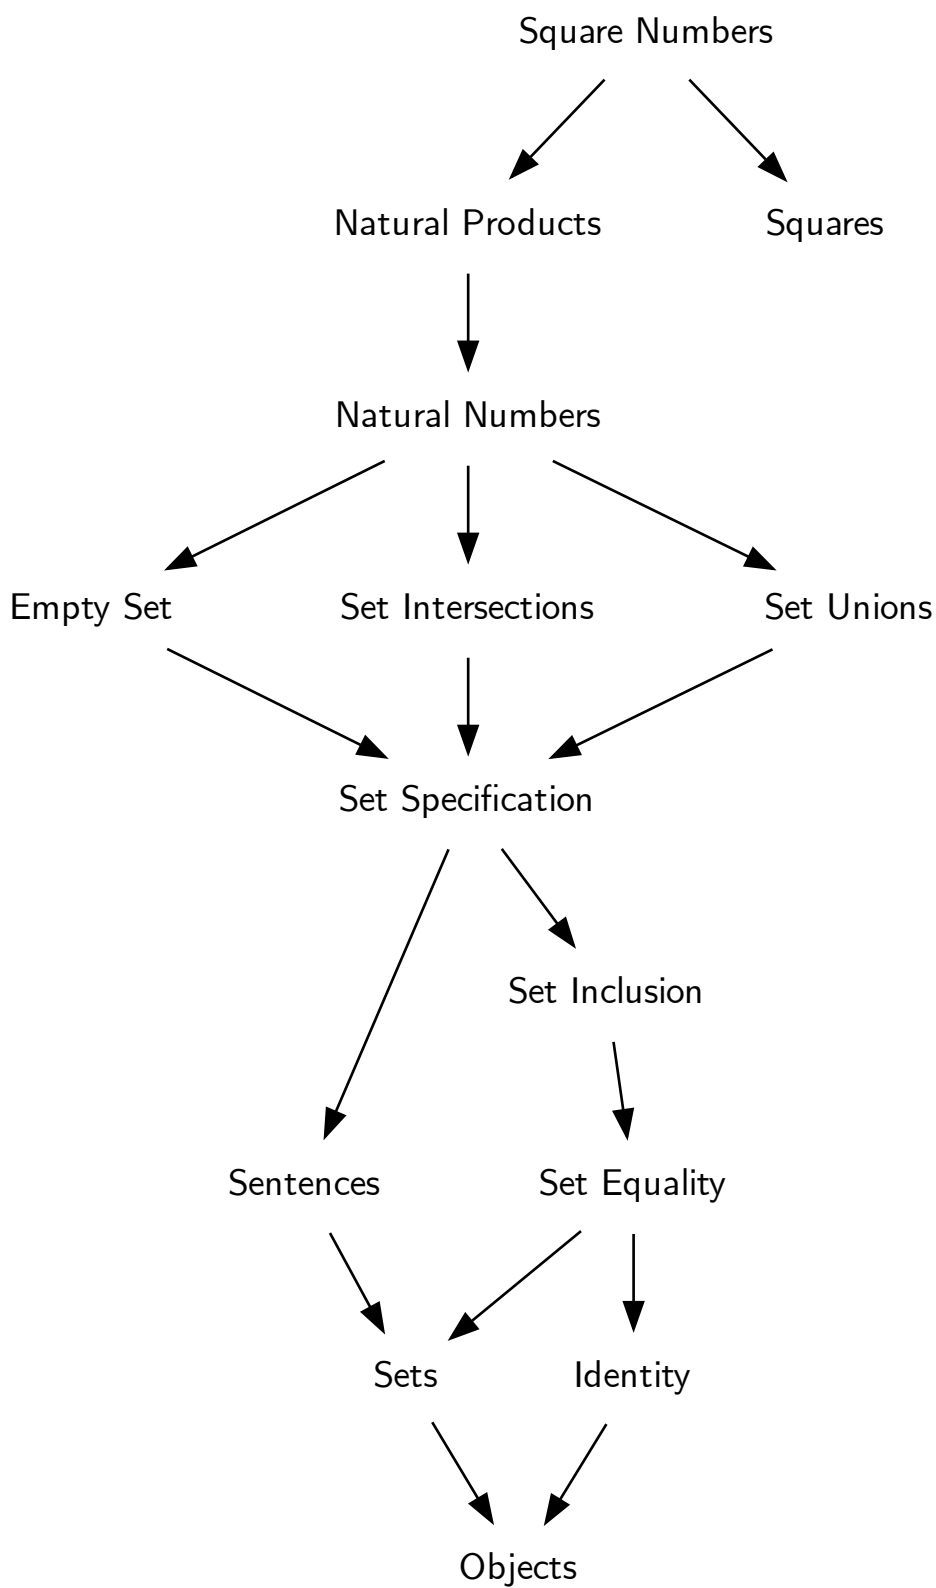 Square Numbers
Natural Products
Squares
Natural Numbers
Empty Set
Set Intersections
Set Unions
Set Specification
Set Inclusion
Sentences
Set Equality
Sets
Identity
Objects